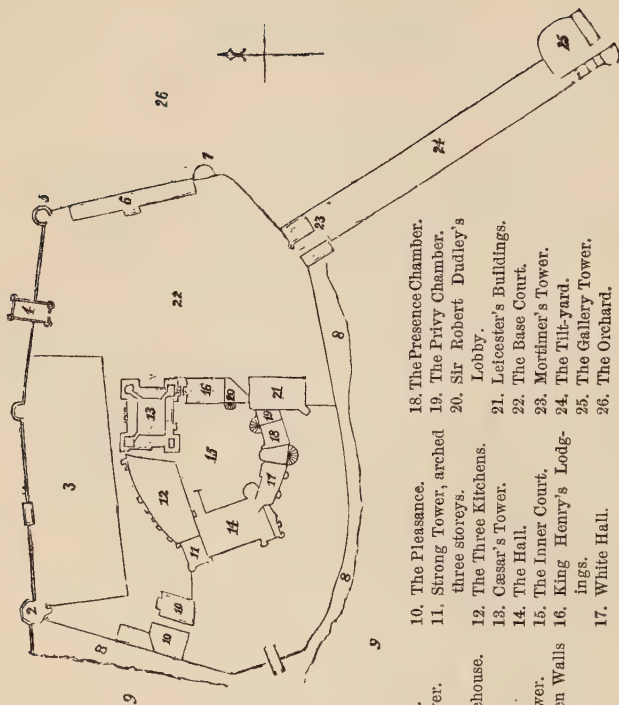 26
5
6
7
4
25
24
3
22
23
13
16
20
21
8
2
12
15
19
18
17
14
11
10
10
8
8
9
9
ver.
ehouse.
wer.
en Walls
10. The Pleasance.
11. Strong Tower, arched
three storeys.
12. The Three Kitchens.
13. Cæsar's Tower.
14. The Hall.
15. The Inner Court.
16. King Henry's Lodg-
ings.
17. White Hall.
18. The Presence Chamber.
19. The Privy Chamber.
20. Sir Robert Dudley's
Lobby.
21. Leicester's Buildings.
22. The Base Court.
23. Mortimer's Tower.
24. The Tilt-yard.
25. The Gallery Tower.
26. The Orchard.